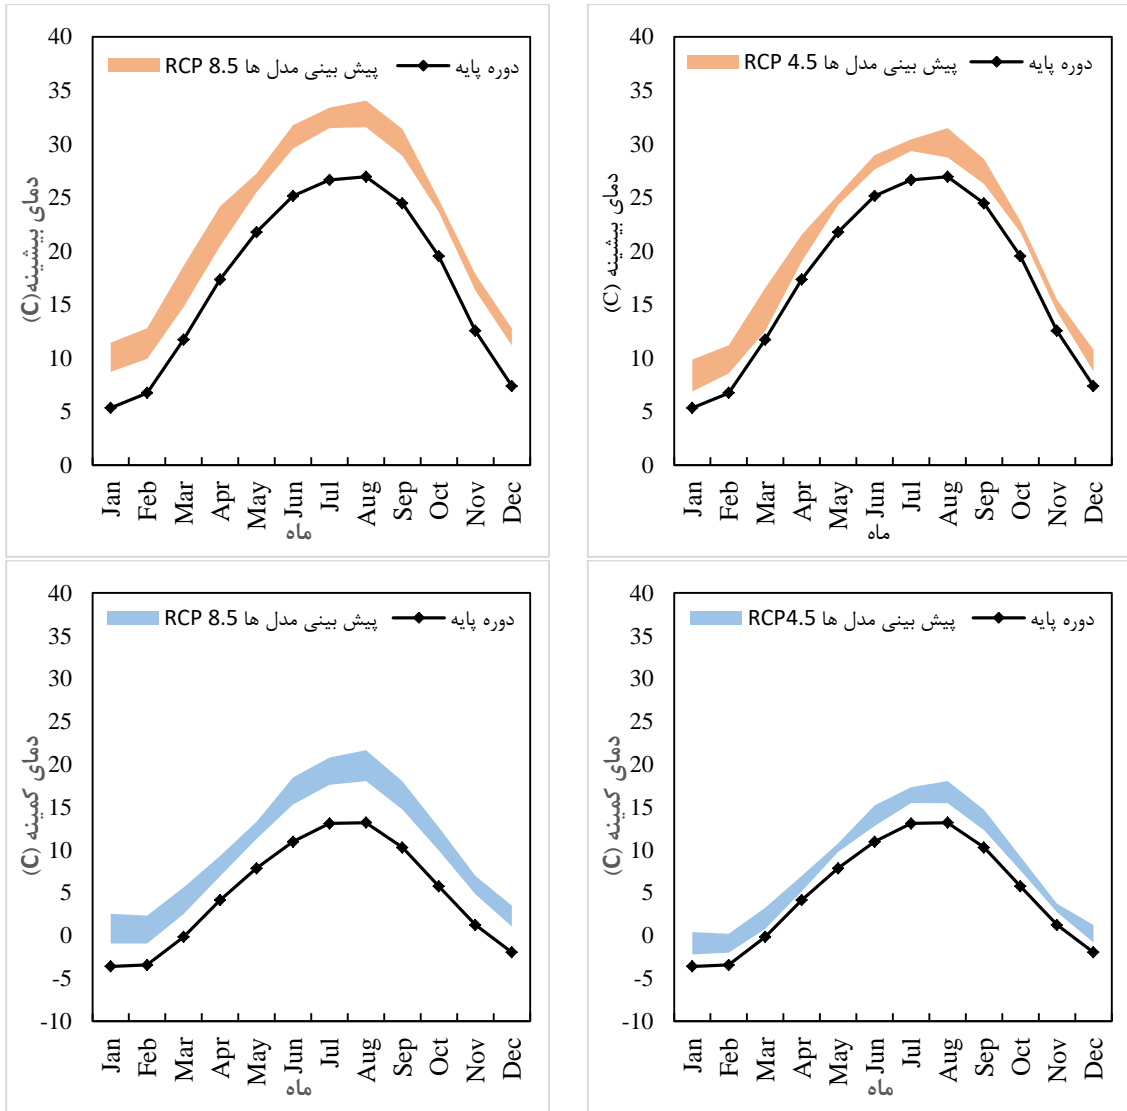 پیش بینی مدل ها RCP 8.5
دوره پایه
دمای بیشینه(C)
40
35
30
25
20
15
10
5
0
Jan
Feb
Mar
Apr
May
Jun
Jul
Aug
Sep
Oct
Nov
Dec
ماه
پیش بینی مدل ها RCP 4.5
دوره پایه
دمای بیشینه (C)
40
35
30
25
20
15
10
5
0
Jan
Feb
Mar
Apr
May
Jun
Jul
Aug
Sep
Oct
Nov
Dec
ماه
پیش بینی مدل ها RCP 8.5
دوره پایه
دمای کمینه (C)
40
35
30
25
20
15
10
5
0
-5
-10
Jan
Feb
Mar
Apr
May
Jun
Jul
Aug
Sep
Oct
Nov
Dec
ماه
پیش بینی مدل ها RCP4.5
دوره پایه
دمای کمینه (C)
40
35
30
25
20
15
10
5
0
-5
-10
Jan
Feb
Mar
Apr
May
Jun
Jul
Aug
Sep
Oct
Nov
Dec
ماه